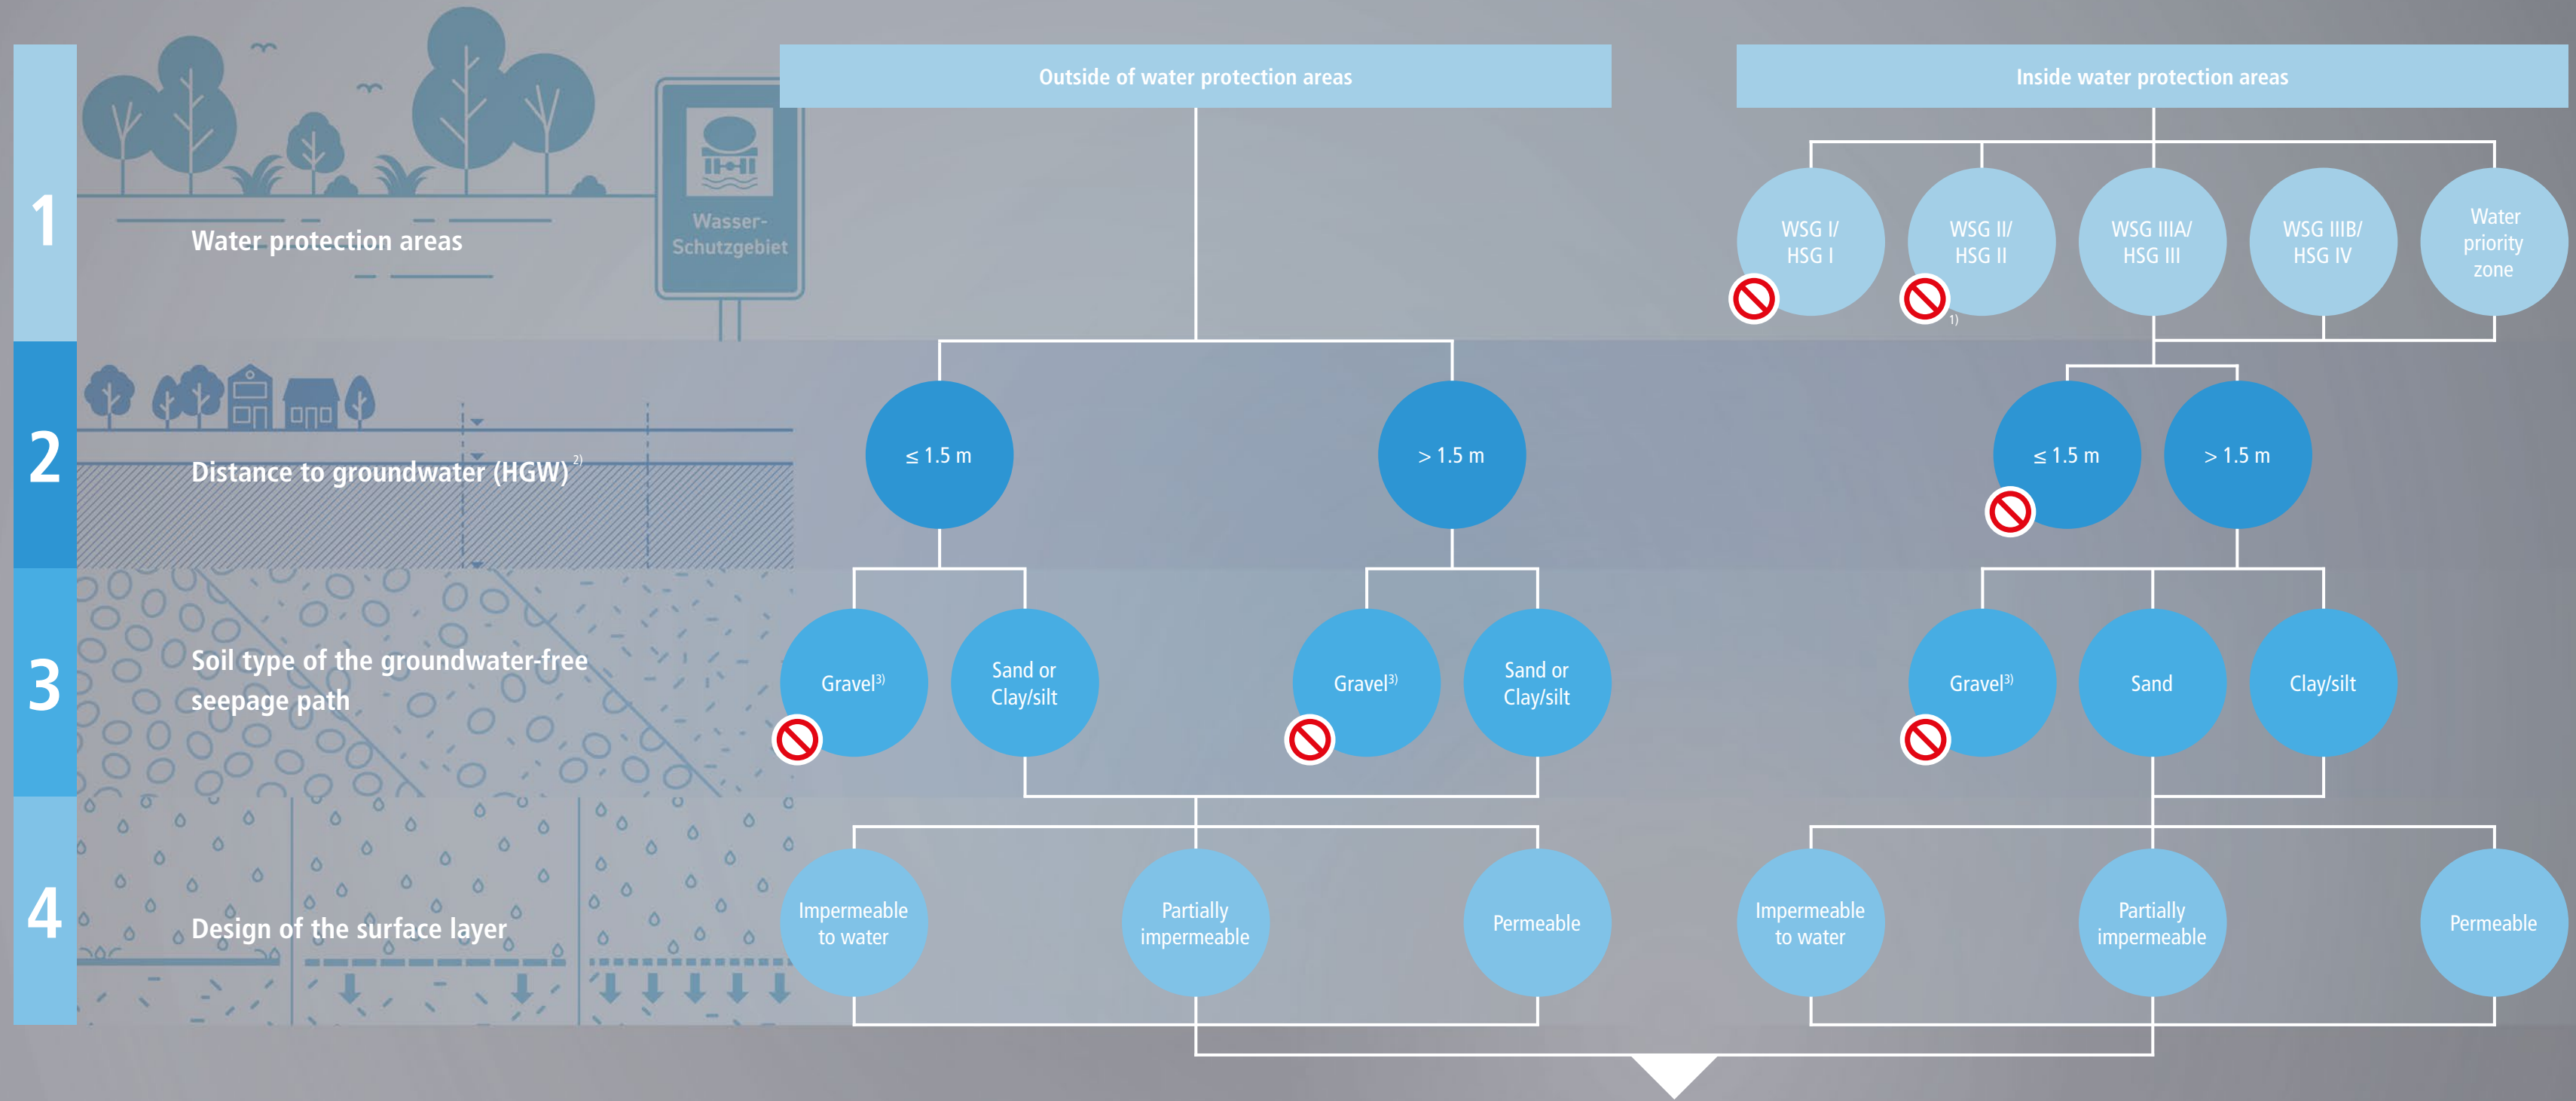 Outside of water protection areas
Inside water protection areas
1
Water protection areas
Wasser-
Schutzgebiet
WSG I/
HSG I
WSG II/
HSG II
1)
WSG IIIA/
HSG III
WSG IIIB/
HSG IV
Water
priority
zone
2
Distance to groundwater (HGW) 2)
≤ 1.5 m
> 1.5 m
≤ 1.5 m
> 1.5 m
3
Soil type of the groundwater-free
seepage path
Gravel3)
Sand or
Clay/silt
Gravel3)
Sand or
Clay/silt
Gravel3)
Sand
Clay/silt
4
Design of the surface layer
Impermeable
to water
Partially
impermeable
Permeable
Impermeable
to water
Partially
impermeable
Permeable